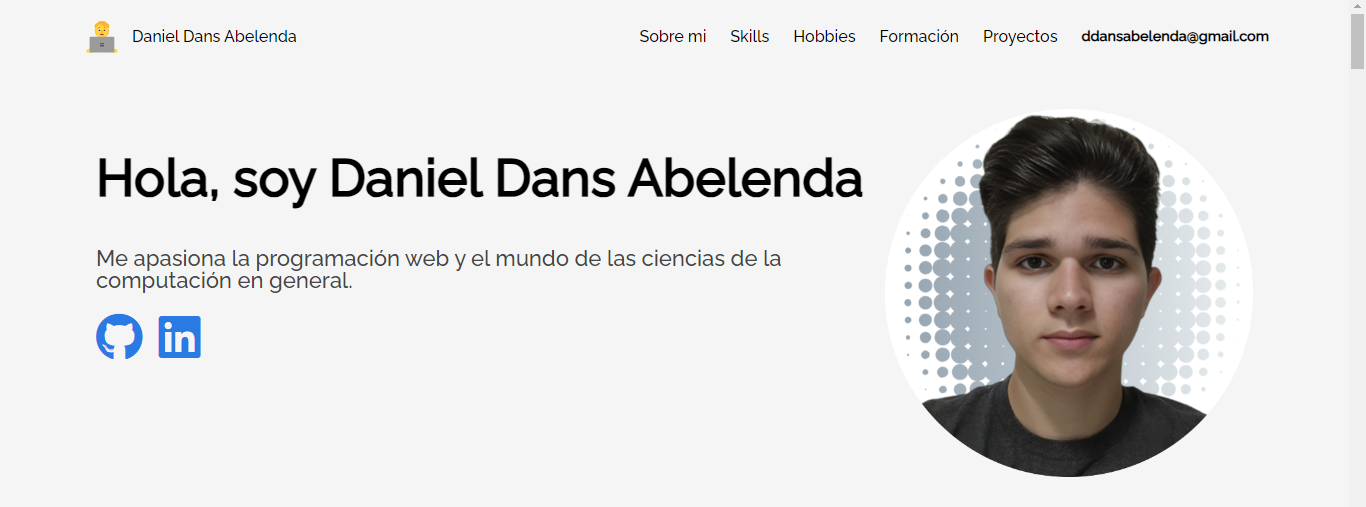 Daniel Dans Abelenda
Sobre mi Skills Hobbies Formación Proyectos ddansabelenda@gmail.com
Hola, soy Daniel Dans Abelenda
Me apasiona la programación web y el mundo de las ciencias de la
computación en general.
in